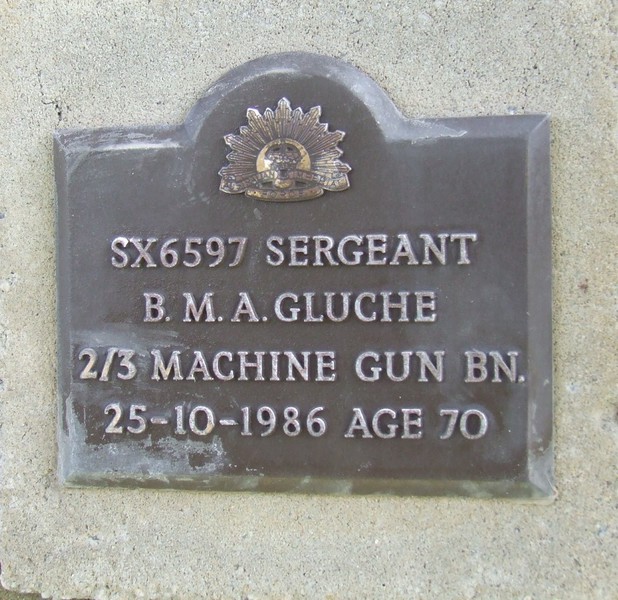 SX6597 SERGEANT
B. M. A. GLUCHE
2/3 MACHINE GUN BN.
25-10-1986 AGE 70